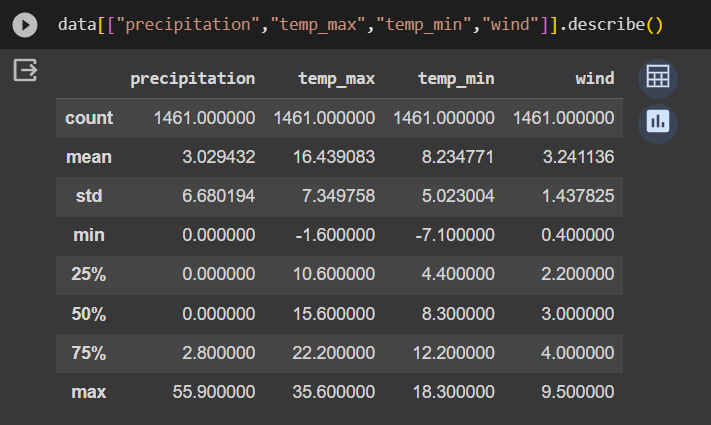 data[["precipitation","temp_max","temp_min","wind"]].describe()
precipitation temp_max temp_min wind
count 1461.000000 1461.000000 1461.000000 1461.000000
mean 3.029432 16.439083 8.234771 3.241136
std 6.680194 7.349758 5.023004 1.437825
min 0.000000 -1.600000 -7.100000 0.400000
25% 0.000000 10.600000 4.400000 2.200000
50% 0.000000 15.600000 8.300000 3.000000
75% 2.800000 22.200000 12.200000 4.000000
max 55.900000 35.600000 18.300000 9.500000